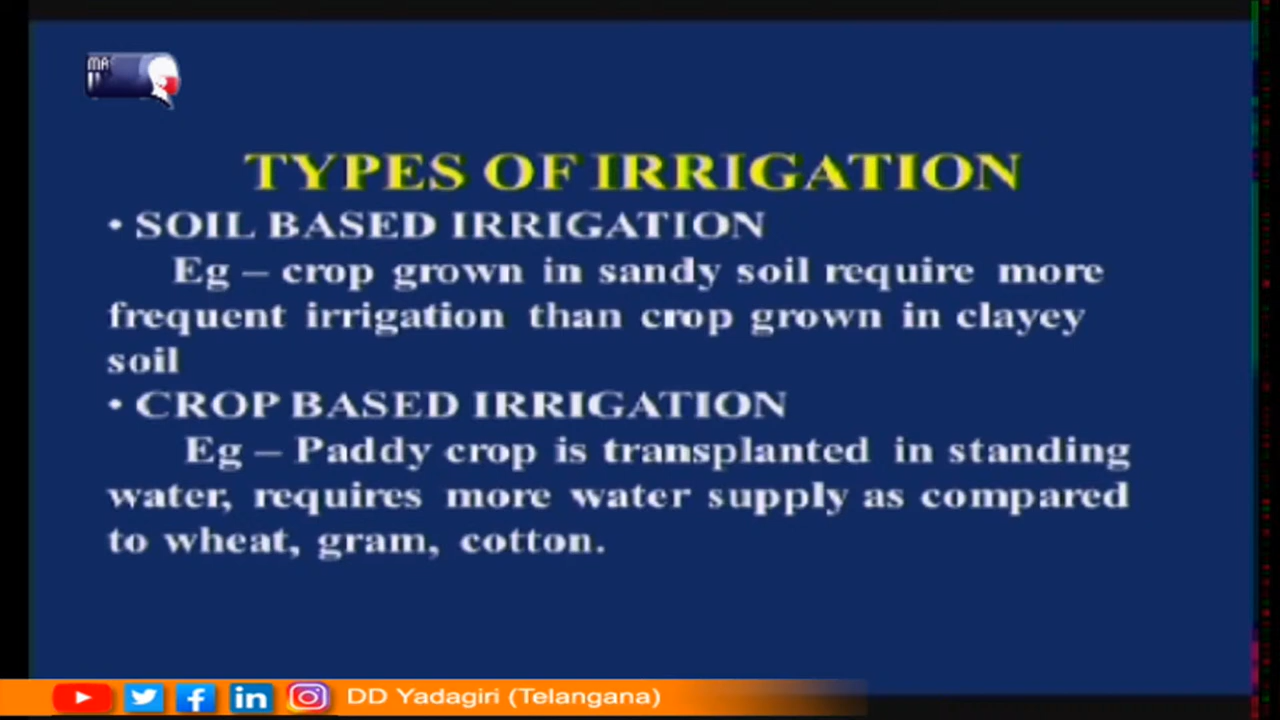 MA
TYPES OF IRRIGATION
• SOIL BASED IRRIGATION
Eg – crop grown in sandy soil require more
frequent irrigation than crop grown in clayey
soil
• CROP BASED IRRIGATION
Eg – Paddy crop is transplanted in standing
water, requires more water supply as compared
to wheat, gram, cotton.
DD Yadagiri (Telangana)